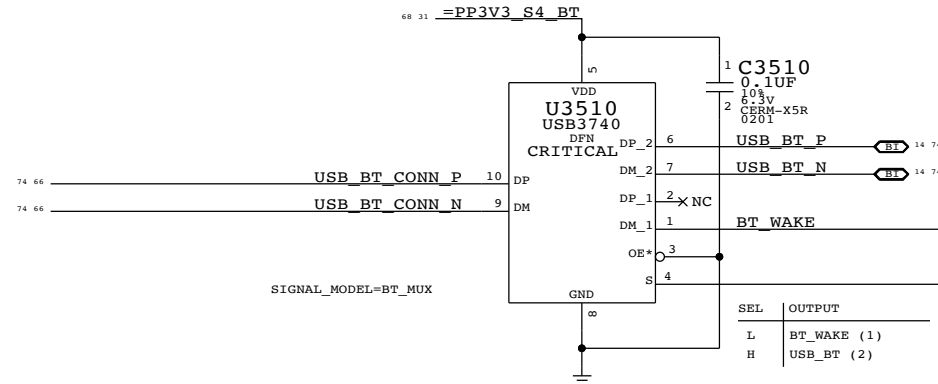 68 31 =PP3V3_S4_BT
5
VDD
U3510
USB3740
DFN
CRITICAL
1 C3510
0.1UF
10%
6.3V
2 CERM-X5R
0201
DP_2 6 USB_BT_P BI 14 74
DM_2 7 USB_BT_N BI 14 74
74 66 USB_BT_CONN_P 10 DP
74 66 USB_BT_CONN_N 9 DM
DP_1 2 NC
DM_1 1 BT_WAKE
OE* 3
S 4
SIGNAL_MODEL=BT_MUX
GND
8
SEL OUTPUT
L BT_WAKE (1)
H USB_BT (2)